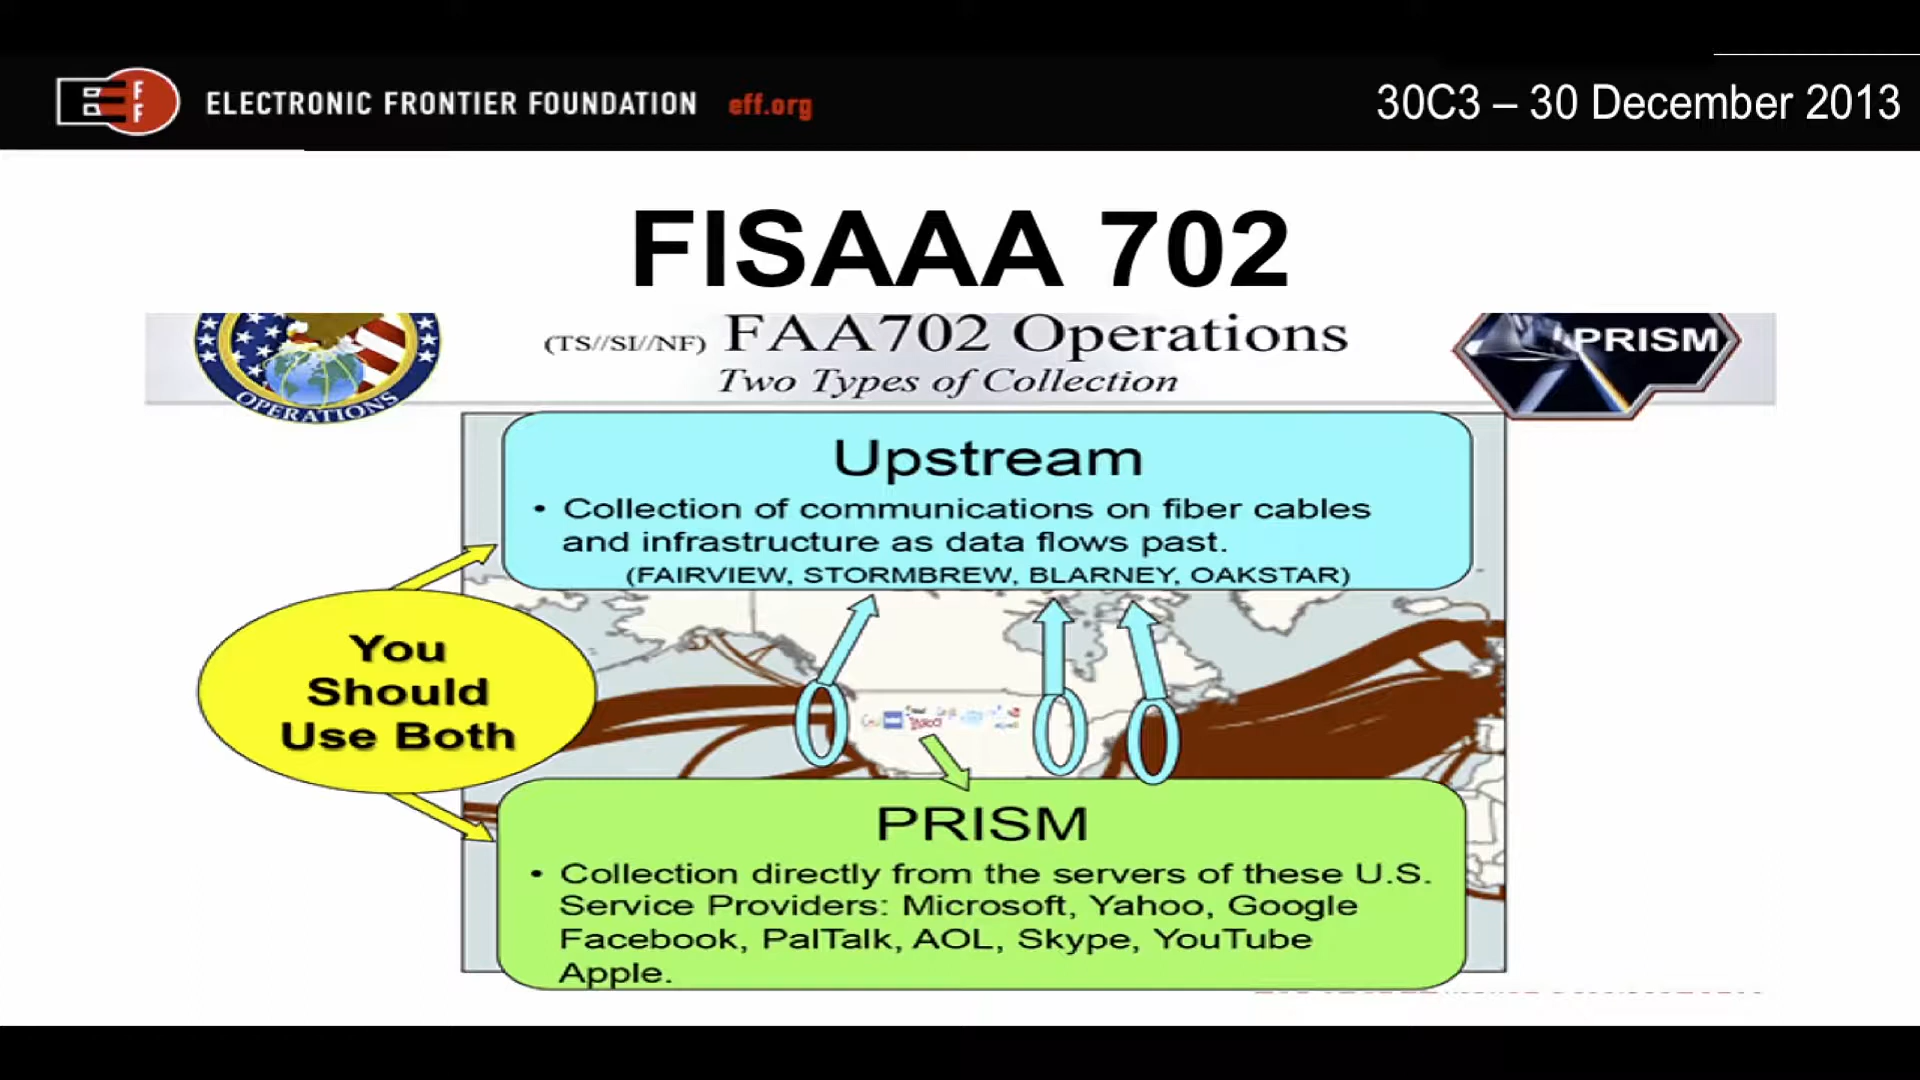 E F F
ELECTRONIC FRONTIER FOUNDATION eff.org
30C3 – 30 December 2013
FISAAA 702
OPERATIONS
(TS//SI//NF) FAA702 Operations
Two Types of Collection
PRISM
Upstream
• Collection of communications on fiber cables
and infrastructure as data flows past.
(FAIRVIEW, STORMBREW, BLARNEY, OAKSTAR)
You
Should
Use Both
PRISM
• Collection directly from the servers of these U.S.
Service Providers: Microsoft, Yahoo, Google
Facebook, PalTalk, AOL, Skype, YouTube
Apple.